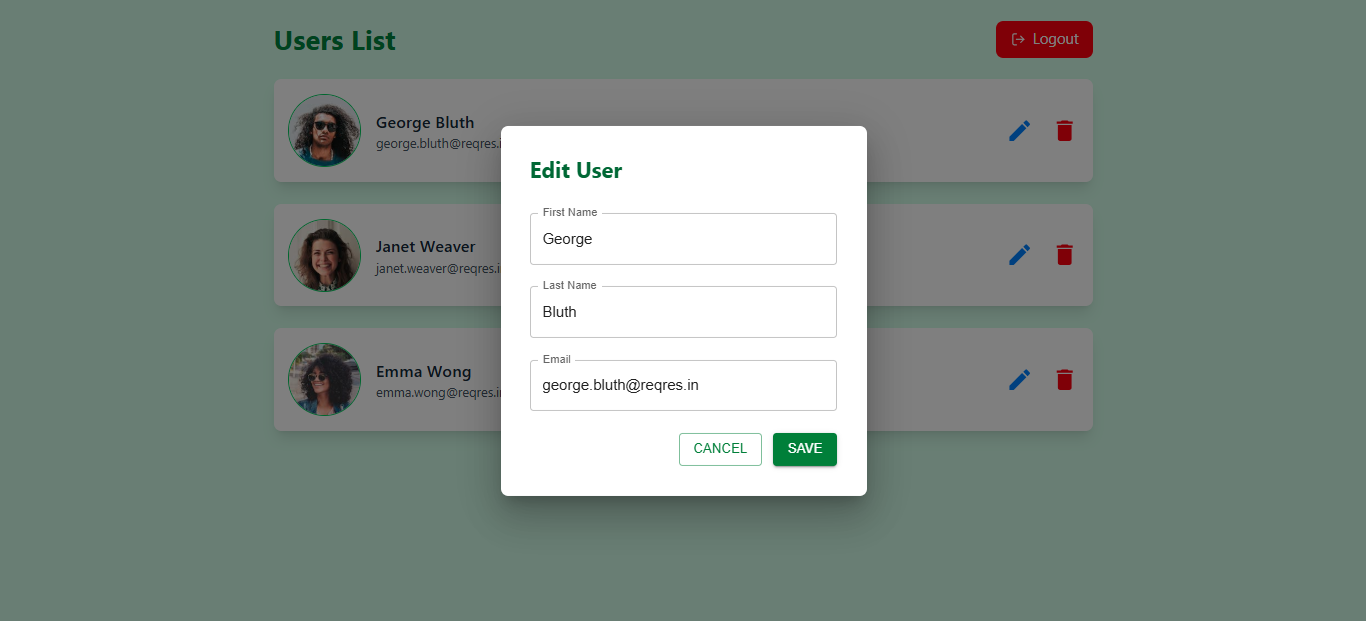 Users List
Logout
George Bluth
george.bluth@reqres.i
Janet Weaver
janet.weaver@reqres.i
Emma Wong
emma.wong@reqres.in
Edit User
First Name
George
Last Name
Bluth
Email
george.bluth@reqres.in
CANCEL
SAVE